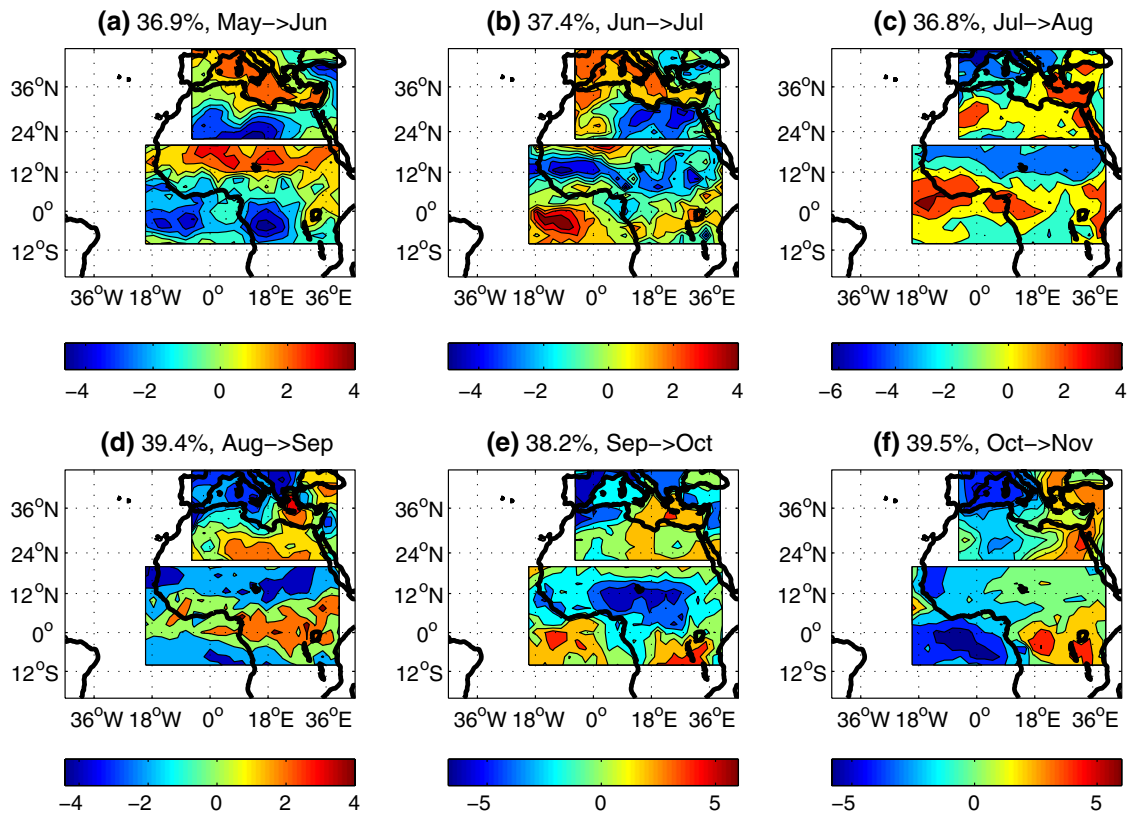 (a) 36.9%, May−>Jun
(b) 37.4%, Jun−>Jul
(c) 36.8%, Jul−>Aug
36°N
24°N
12°N
0°
12°S
36°W 18°W 0° 18°E 36°E
36°N
24°N
12°N
0°
12°S
36°W 18°W 0° 18°E 36°E
36°N
24°N
12°N
0°
12°S
36°W 18°W 0° 18°E 36°E
−4 −2 0 2 4
−4 −2 0 2 4
−6 −4 −2 0 2 4
(d) 39.4%, Aug−>Sep
(e) 38.2%, Sep−>Oct
(f) 39.5%, Oct−>Nov
36°N
24°N
12°N
0°
12°S
36°W 18°W 0° 18°E 36°E
36°N
24°N
12°N
0°
12°S
36°W 18°W 0° 18°E 36°E
36°N
24°N
12°N
0°
12°S
36°W 18°W 0° 18°E 36°E
−4 −2 0 2 4
−5 0 5
−5 0 5